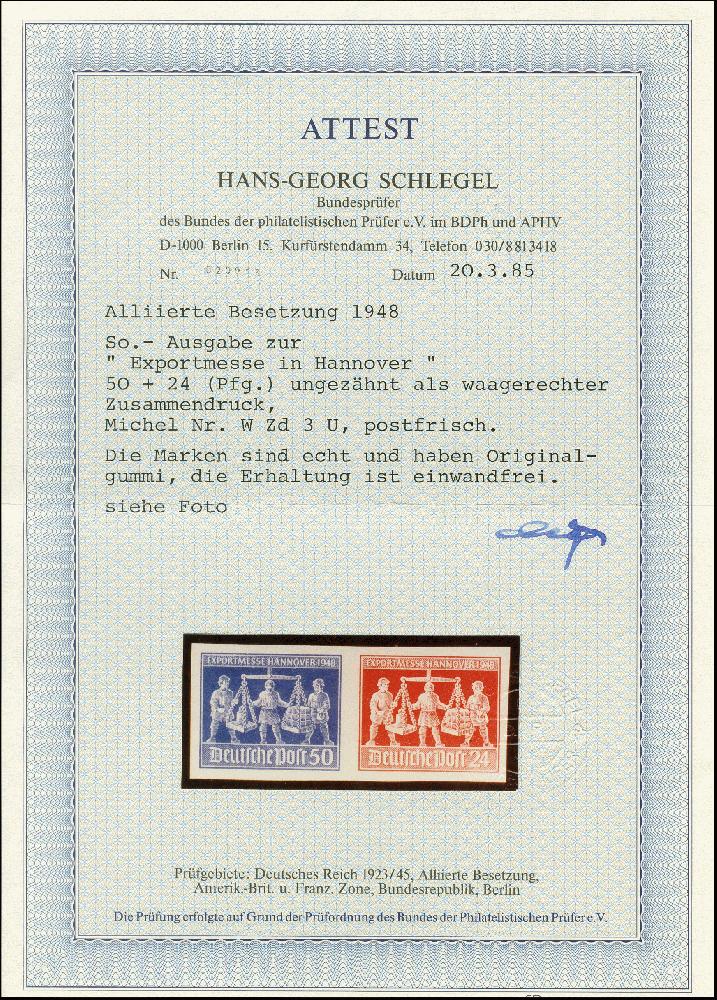 ATTEST
HANS-GEORG SCHLEGEL
Bundesprüfer
des Bundes der philatelistischen Prüfer e.V. im BDPh und APHV
D-1000 Berlin 15, Kurfürstendamm 34, Telefon 030/8813418
Nr. Datum 20.3.85
Alliierte Besetzung 1948
So.- Ausgabe zur
" Exportmesse in Hannover "
50 + 24 (Pfg.) ungezähnt als waagerechter
Zusammendruck,
Michel Nr. W Zd 3 U, postfrisch.
Die Marken sind echt und haben Original-
gummi, die Erhaltung ist einwandfrei.
siehe Foto
EXPORTMESSE HANNOVER 1948
Deutsche Post 50
EXPORTMESSE HANNOVER 1948
Deutsche Post 24
Prüfgebiete: Deutsches Reich 1923/45, Alliierte Besetzung,
Amerik.-Brit. u. Franz. Zone, Bundesrepublik, Berlin
Die Prüfung erfolgte auf Grund der Prüfordnung des Bundes der Philatelistischen Prüfer e.V.